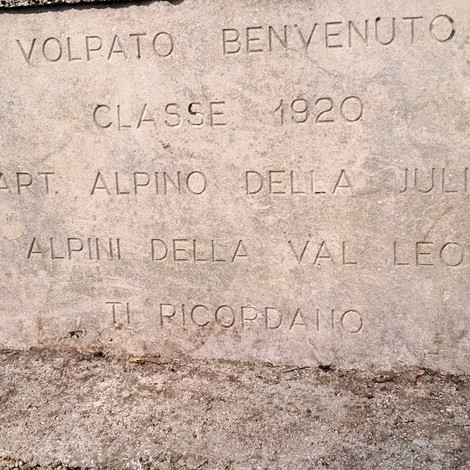 VOLPATO BENVENUTO
CLASSE 1920
ART. ALPINO DELLA JULI
ALPINI DELLA VAL LEO
TI RICORDANO